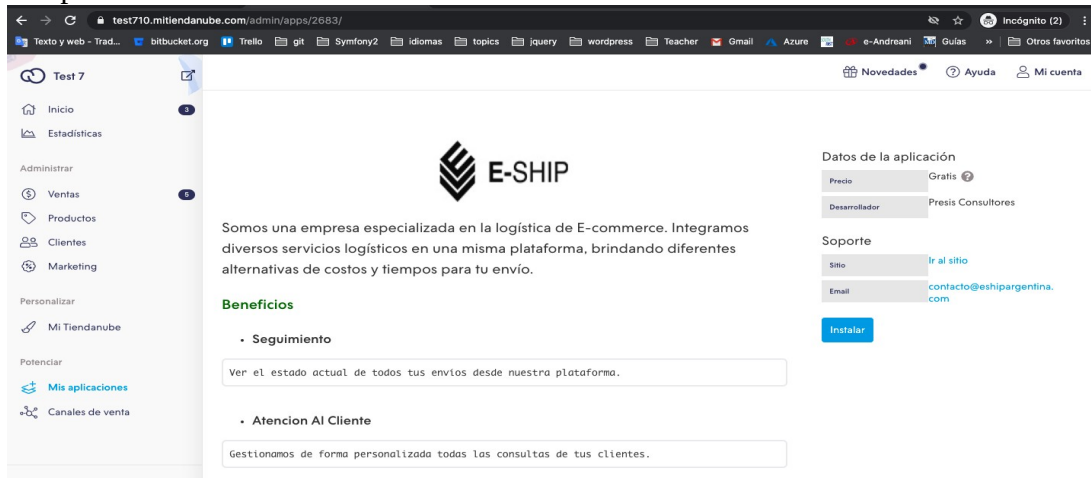 test710.mitiendanube.com/admin/apps/2683/
Incógnito (2)
Texto y web - Trad...
bitbucket.org
Trello
git
Symfony2
idiomas
topics
jquery
wordpress
Teacher
Gmail
Azure
e-Andreani
Guías
»
Otros favoritos
Test 7
Novedades
Ayuda
Mi cuenta
Inicio
3
Estadísticas
Administrar
Ventas
5
Productos
Clientes
Marketing
Personalizar
Mi Tiendanube
Potenciar
Mis aplicaciones
Canales de venta
E-SHIP
Somos una empresa especializada en la logística de E-commerce. Integramos
diversos servicios logísticos en una misma plataforma, brindando diferentes
alternativas de costos y tiempos para tu envío.
Beneficios
• Seguimiento
Ver el estado actual de todos tus envíos desde nuestra plataforma.
• Atencion Al Cliente
Gestionamos de forma personalizada todas las consultas de tus clientes.
Datos de la aplicación
Precio
Gratis
Desarrollador
Presis Consultores
Soporte
Sitio
Ir al sitio
Email
contacto@eshipargentina.
com
Instalar